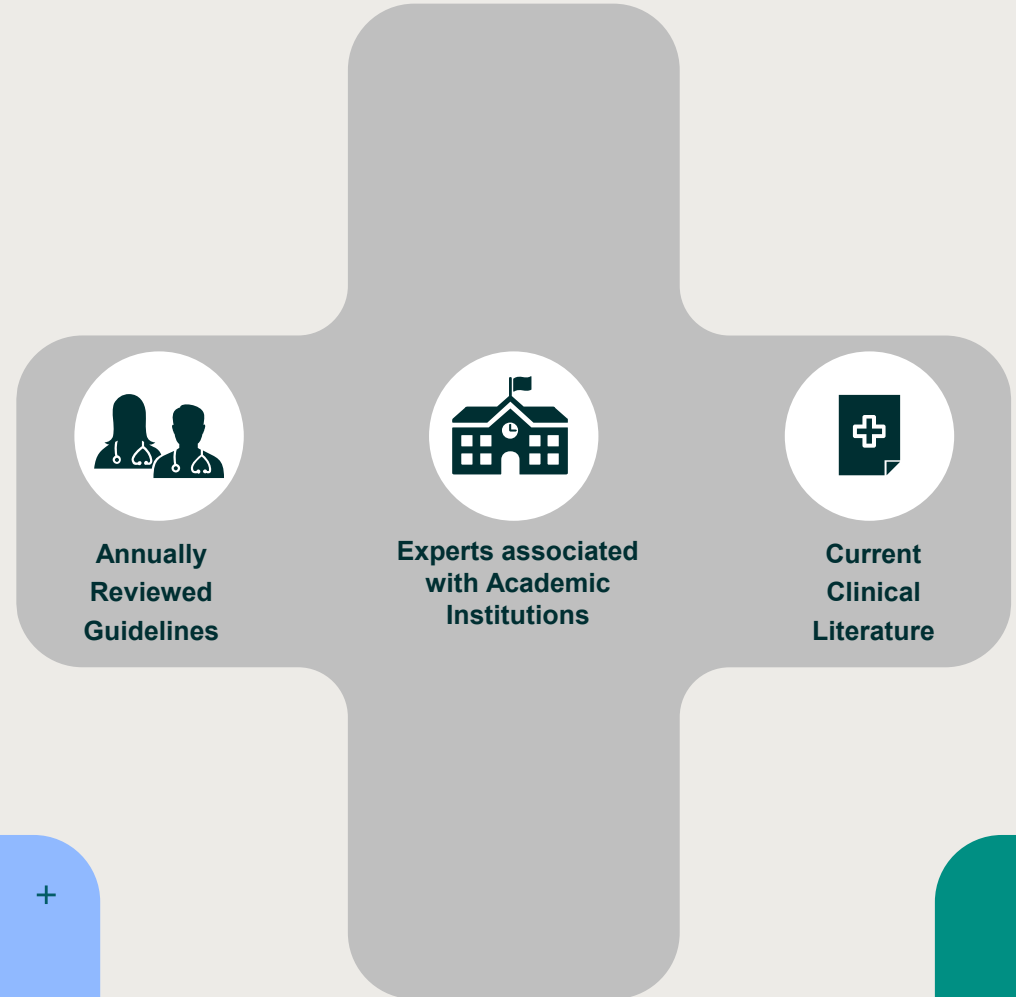 Annually
Reviewed
Guidelines
Experts associated
with Academic
Institutions
Current
Clinical
Literature
+